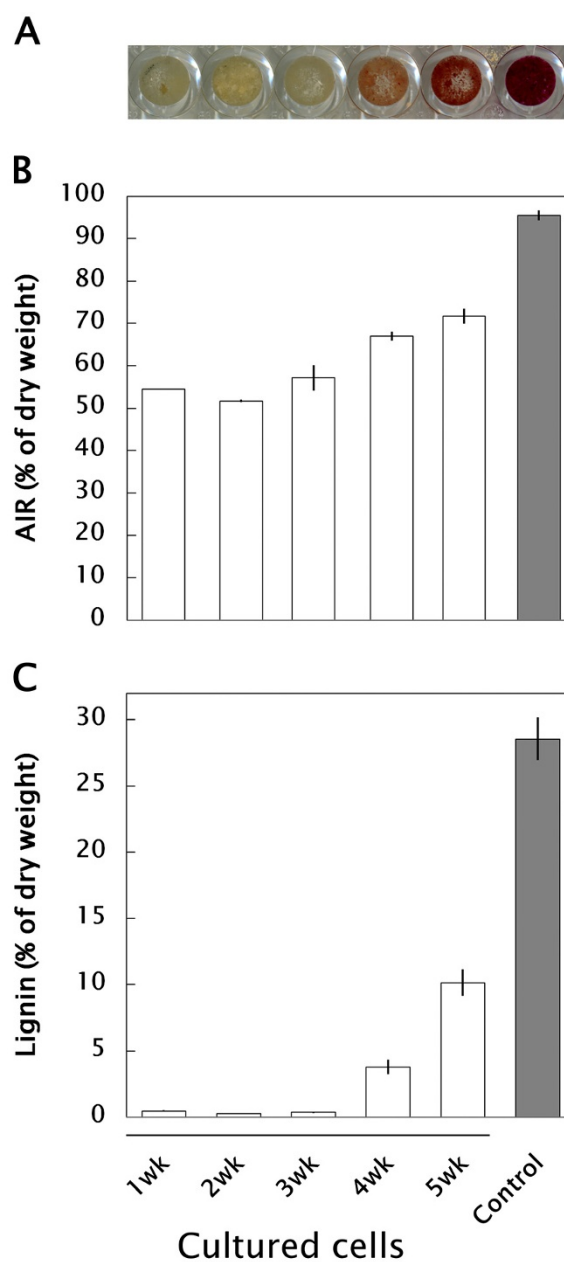 A
B
100
90
80
70
60
50
40
30
20
10
0
AIR (% of dry weight)
C
30
25
20
15
10
5
0
Lignin (% of dry weight)
1wk
2wk
3wk
4wk
5wk
Control
Cultured cells